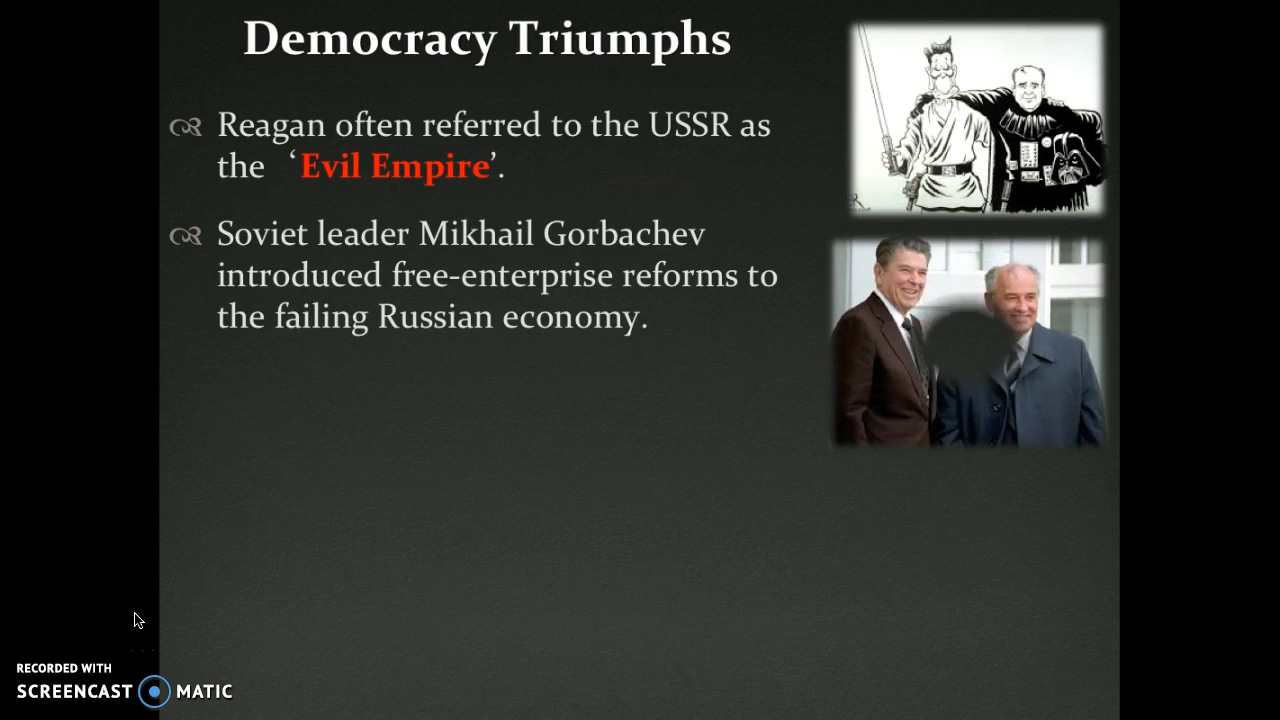 Democracy Triumphs
Reagan often referred to the USSR as
the ‘Evil Empire’.
Soviet leader Mikhail Gorbachev
introduced free-enterprise reforms to
the failing Russian economy.
RECORDED WITH
SCREENCAST MATIC